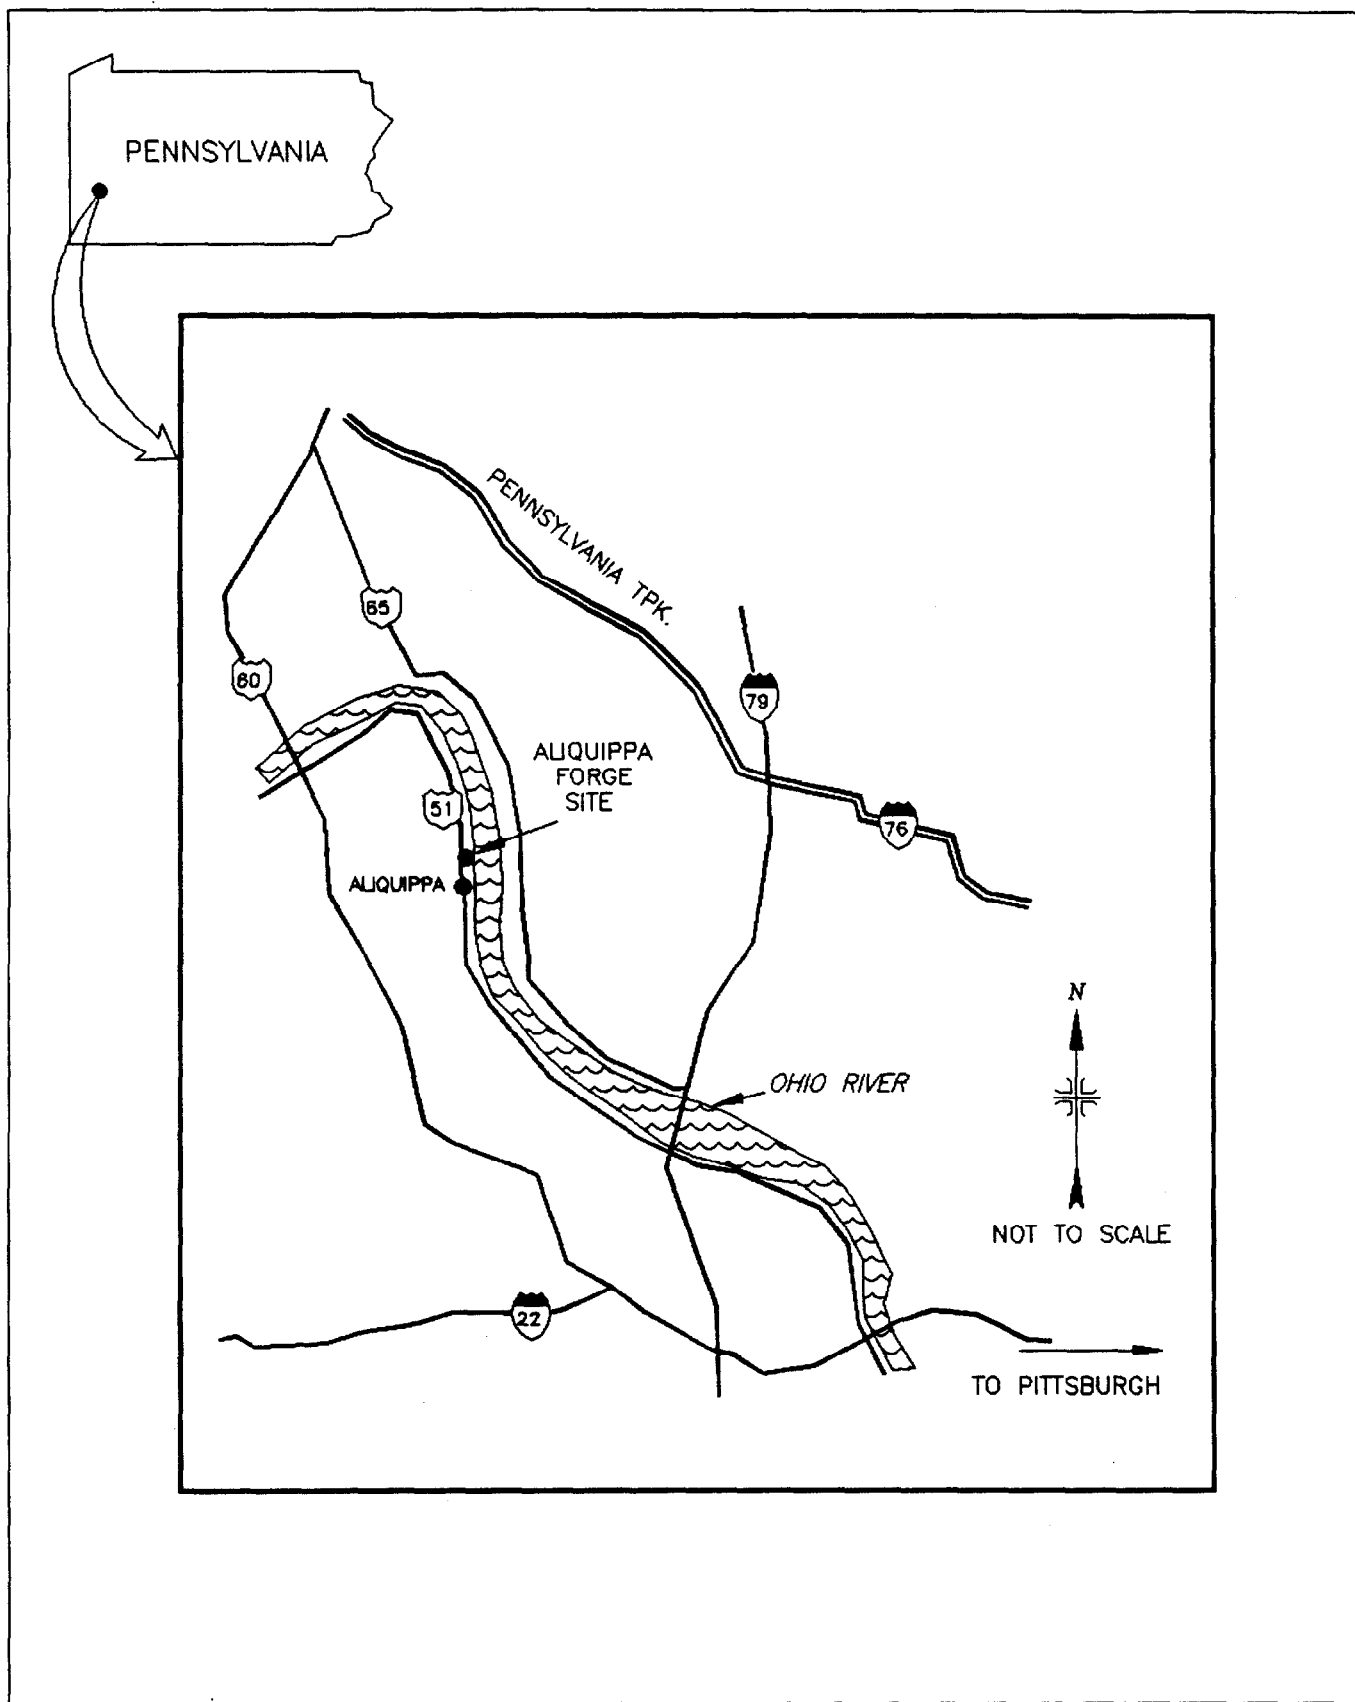 PENNSYLVANIA
PENNSYLVANIA TPK.
65
60
79
ALIQUIPPA
FORGE
SITE
51
76
ALIQUIPPA
N
OHIO RIVER
NOT TO SCALE
22
TO PITTSBURGH